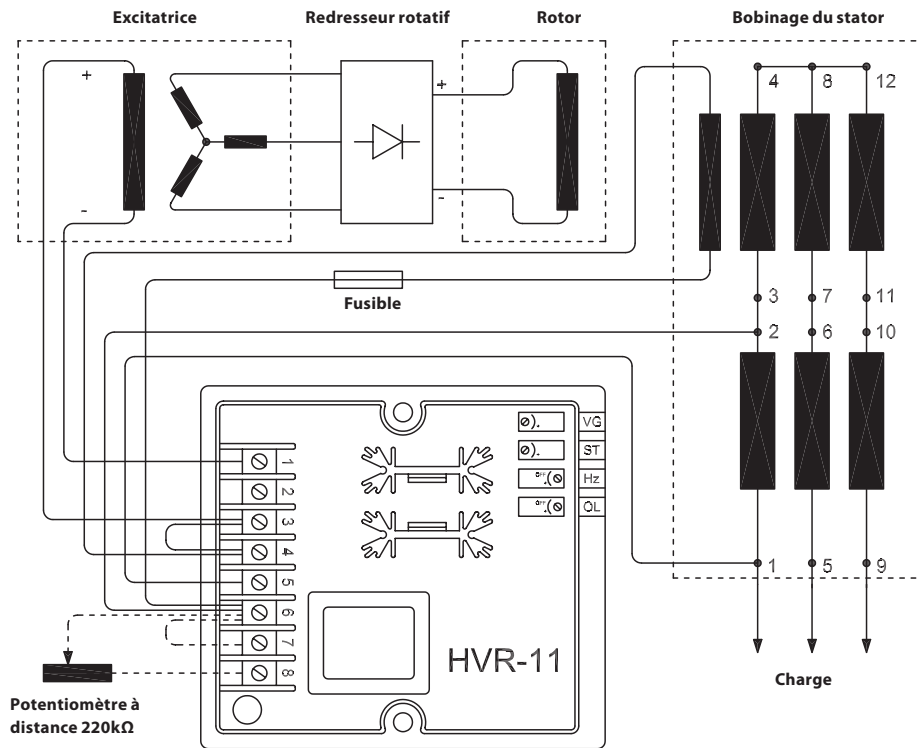 Excitatrice Redresseur rotatif Rotor Bobinage du stator
4 8 12
+ +
- -
Fusible
3 7 11
2 6 10
VG
ST
OFF Hz
OFF OL
1
2
3
4
5
6
7
8
1 5 9
HVR-11
Charge
Potentiomètre à
distance 220kΩ